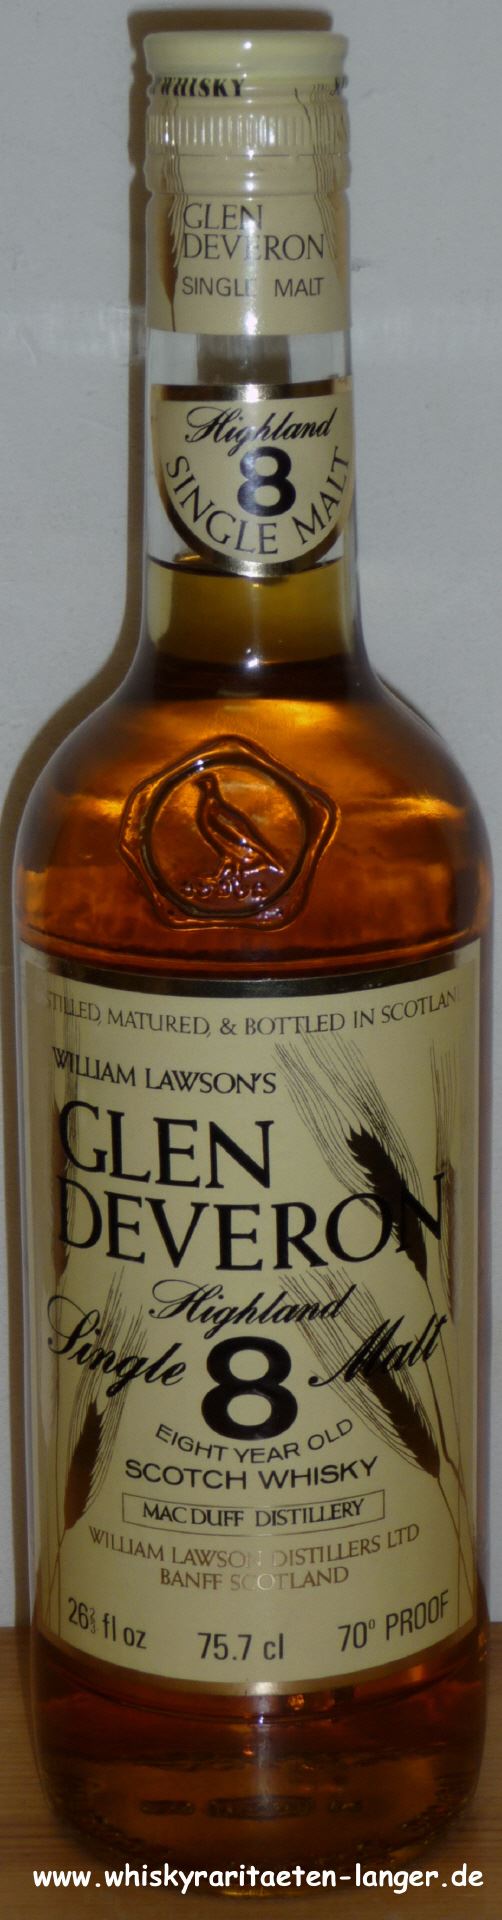 WHISKY
GLEN
DEVERON
SINGLE MALT
Highland
8
SINGLE MALT
STILLED, MATURED, & BOTTLED IN SCOTLAN
WILLIAM LAWSON'S
GLEN
DEVERON
Highland
Single 8 Malt
EIGHT YEAR OLD
SCOTCH WHISKY
MACDUFF DISTILLERY
WILLIAM LAWSON DISTILLERS LTD
BANFF SCOTLAND
26⅔ fl oz 75.7 cl 70° PROOF
www.whiskyraritaeten-langer.de